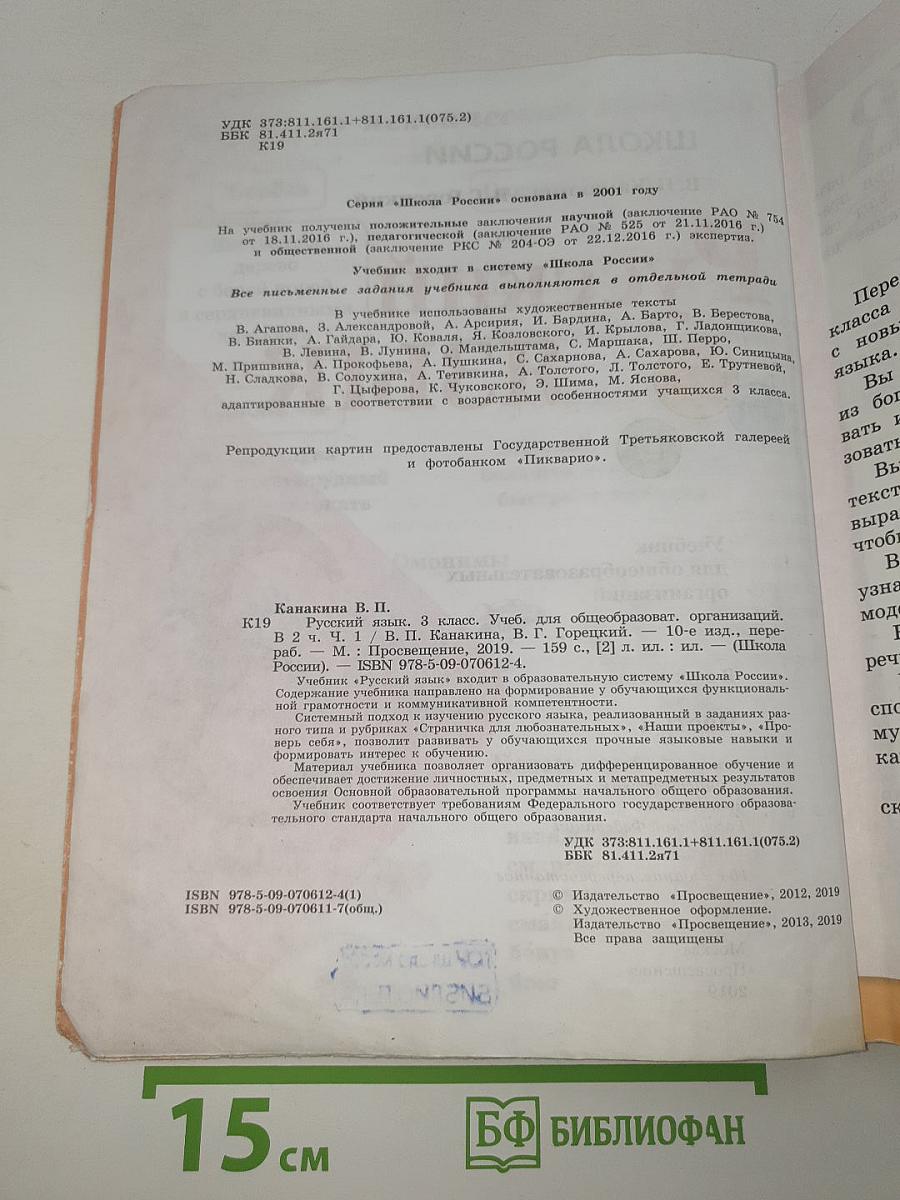 УДК 373:811.161.1+811.161.1(075.2)
ББК 81.411.2я71
К19
ШКОЛА РОССИИ
Серия «Школа России» основана в 2001 году
На учебник получены положительные заключения научной (заключение РАО № 754
от 18.11.2016 г.), педагогической (заключение РАО № 525 от 21.11.2016 г.)
и общественной (заключение РКС № 204-ОЭ от 22.12.2016 г.) экспертиз.
Учебник входит в систему «Школа России»
Все письменные задания учебника выполняются в отдельной тетради
В учебнике использованы художественные тексты
В. Агапова, З. Александровой, А. Арсирия, И. Бардина, А. Барто, В. Берестова,
В. Бианки, А. Гайдара, Ю. Коваля, Я. Козловского, И. Крылова, Г. Ладонщикова,
В. Левина, В. Лунина, О. Мандельштама, С. Маршака, Ш. Перро,
М. Пришвина, А. Прокофьева, А. Пушкина, С. Сахарнова, А. Сахарова, Ю. Синицына,
Н. Сладкова, В. Солоухина, А. Тетивкина, А. Толстого, Л. Толстого, Е. Трутневой,
Г. Цыферова, К. Чуковского, Э. Шима, М. Яснова,
адаптированные в соответствии с возрастными особенностями учащихся 3 класса.
Репродукции картин предоставлены Государственной Третьяковской галереей
и фотобанком «Пикварио».
Канакина В. П.
К19 Русский язык. 3 класс. Учеб. для общеобразоват. организаций.
В 2 ч. Ч. 1 / В. П. Канакина, В. Г. Горецкий. — 10-е изд., пере-
раб. — М. : Просвещение, 2019. — 159 с., [2] л. ил. : ил. — (Школа
России). — ISBN 978-5-09-070612-4.
Учебник «Русский язык» входит в образовательную систему «Школа России».
Содержание учебника направлено на формирование у обучающихся функциональ-
ной грамотности и коммуникативной компетентности.
Системный подход к изучению русского языка, реализованный в заданиях раз-
ного типа и рубриках «Страничка для любознательных», «Наши проекты», «Про-
верь себя», позволит развивать у обучающихся прочные языковые навыки и
формировать интерес к обучению.
Материал учебника позволяет организовать дифференцированное обучение и
обеспечивает достижение личностных, предметных и метапредметных результатов
освоения Основной образовательной программы начального общего образования.
Учебник соответствует требованиям Федерального государственного образова-
тельного стандарта начального общего образования.
УДК 373:811.161.1+811.161.1(075.2)
ББК 81.411.2я71
ISBN 978-5-09-070612-4(1)
ISBN 978-5-09-070611-7(общ.)
© Издательство «Просвещение», 2012, 2019
© Художественное оформление.
Издательство «Просвещение», 2013, 2019
Все права защищены
Пере
класса
с новы
языка.
Вы
из бог
вать и
зовать
Вы
текст
выра
чтобы
В
узна
моде
речи
спо
му
ка
ск
15 см
БФ БИБЛИОФАН